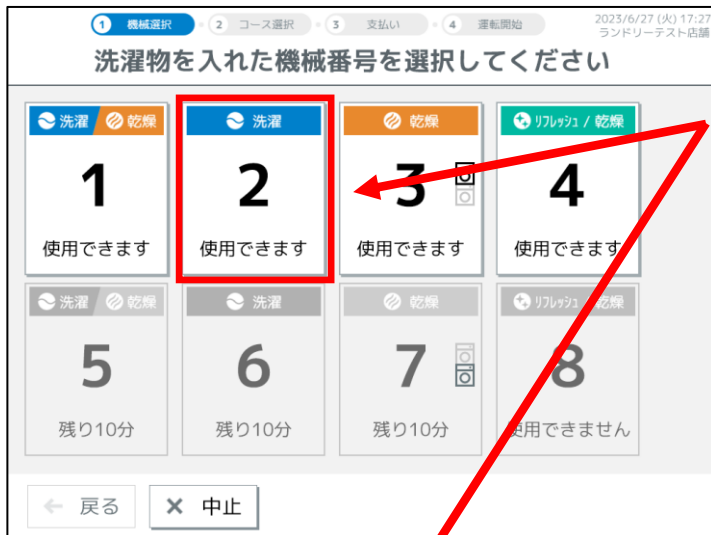 1 機械選択 2 コース選択 3 支払い 4 運転開始
2023/6/27 (火) 17:27
ランドリーテスト店舗
洗濯物を入れた機械番号を選択してください
洗濯 乾燥
1
使用できます
洗濯
2
使用できます
乾燥
3
使用できます
リフレッシュ / 乾燥
4
使用できます
洗濯 乾燥
5
残り10分
洗濯
6
残り10分
乾燥
7
残り10分
リフレッシュ 乾燥
8
使用できません
← 戻る
× 中止